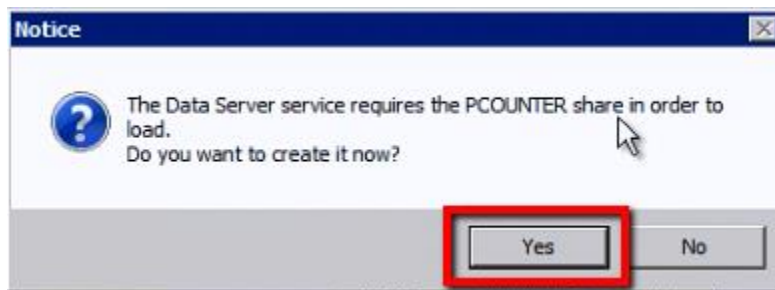 Notice
The Data Server service requires the PCOUNTER share in order to
load.
Do you want to create it now?
Yes No